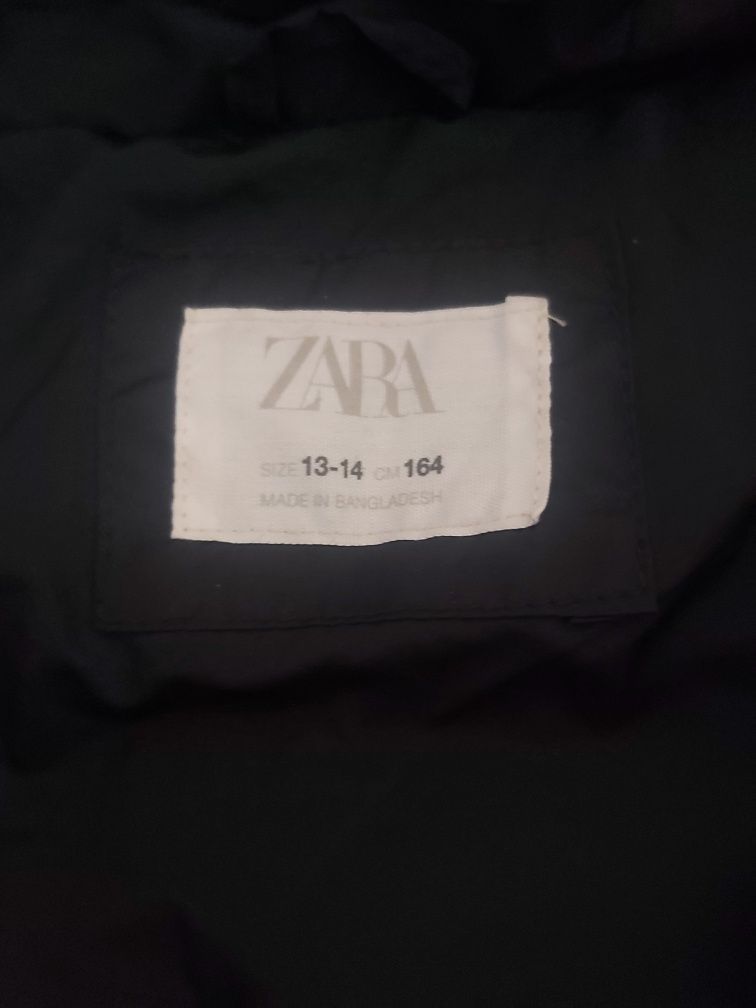 ZARA
SIZE 13-14 CM 164
MADE IN BANGLADESH